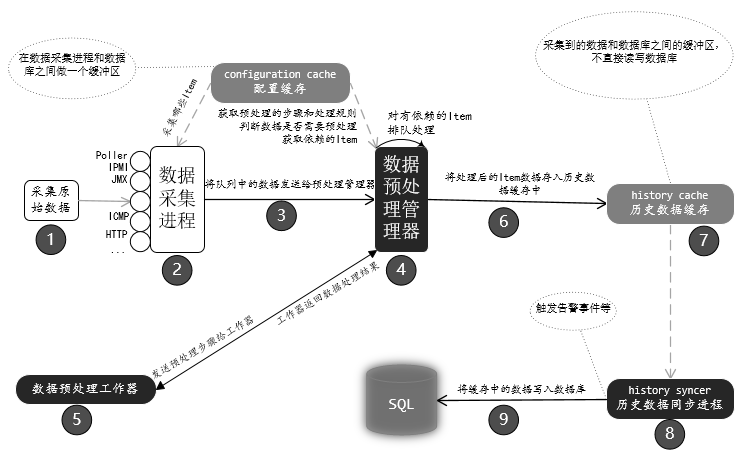 在数据采集进程和数据
库之间做一个缓冲区
configuration cache
配置缓存
采集到的数据和数据库之间的缓冲区，
不直接读写数据库
采集哪些Item
获取预处理的步骤和处理规则
判断数据是否需要预处理
获取依赖的Item
对有依赖的Item
排队处理
Poller
IPMI
JMX
ICMP
HTTP
...
采集原
始数据
1
数据
采集
进程
2
将队列中的数据发送给预处理管理器
3
数据
预处
理管
理器
4
将处理后的Item数据存入历史数
据缓存中
6
history cache
历史数据缓存
7
发送预处理步骤给工作器
工作器返回数据处理结果
数据预处理工作器
5
触发告警事件等
SQL
将缓存中的数据写入数据库
9
history syncer
历史数据同步进程
8